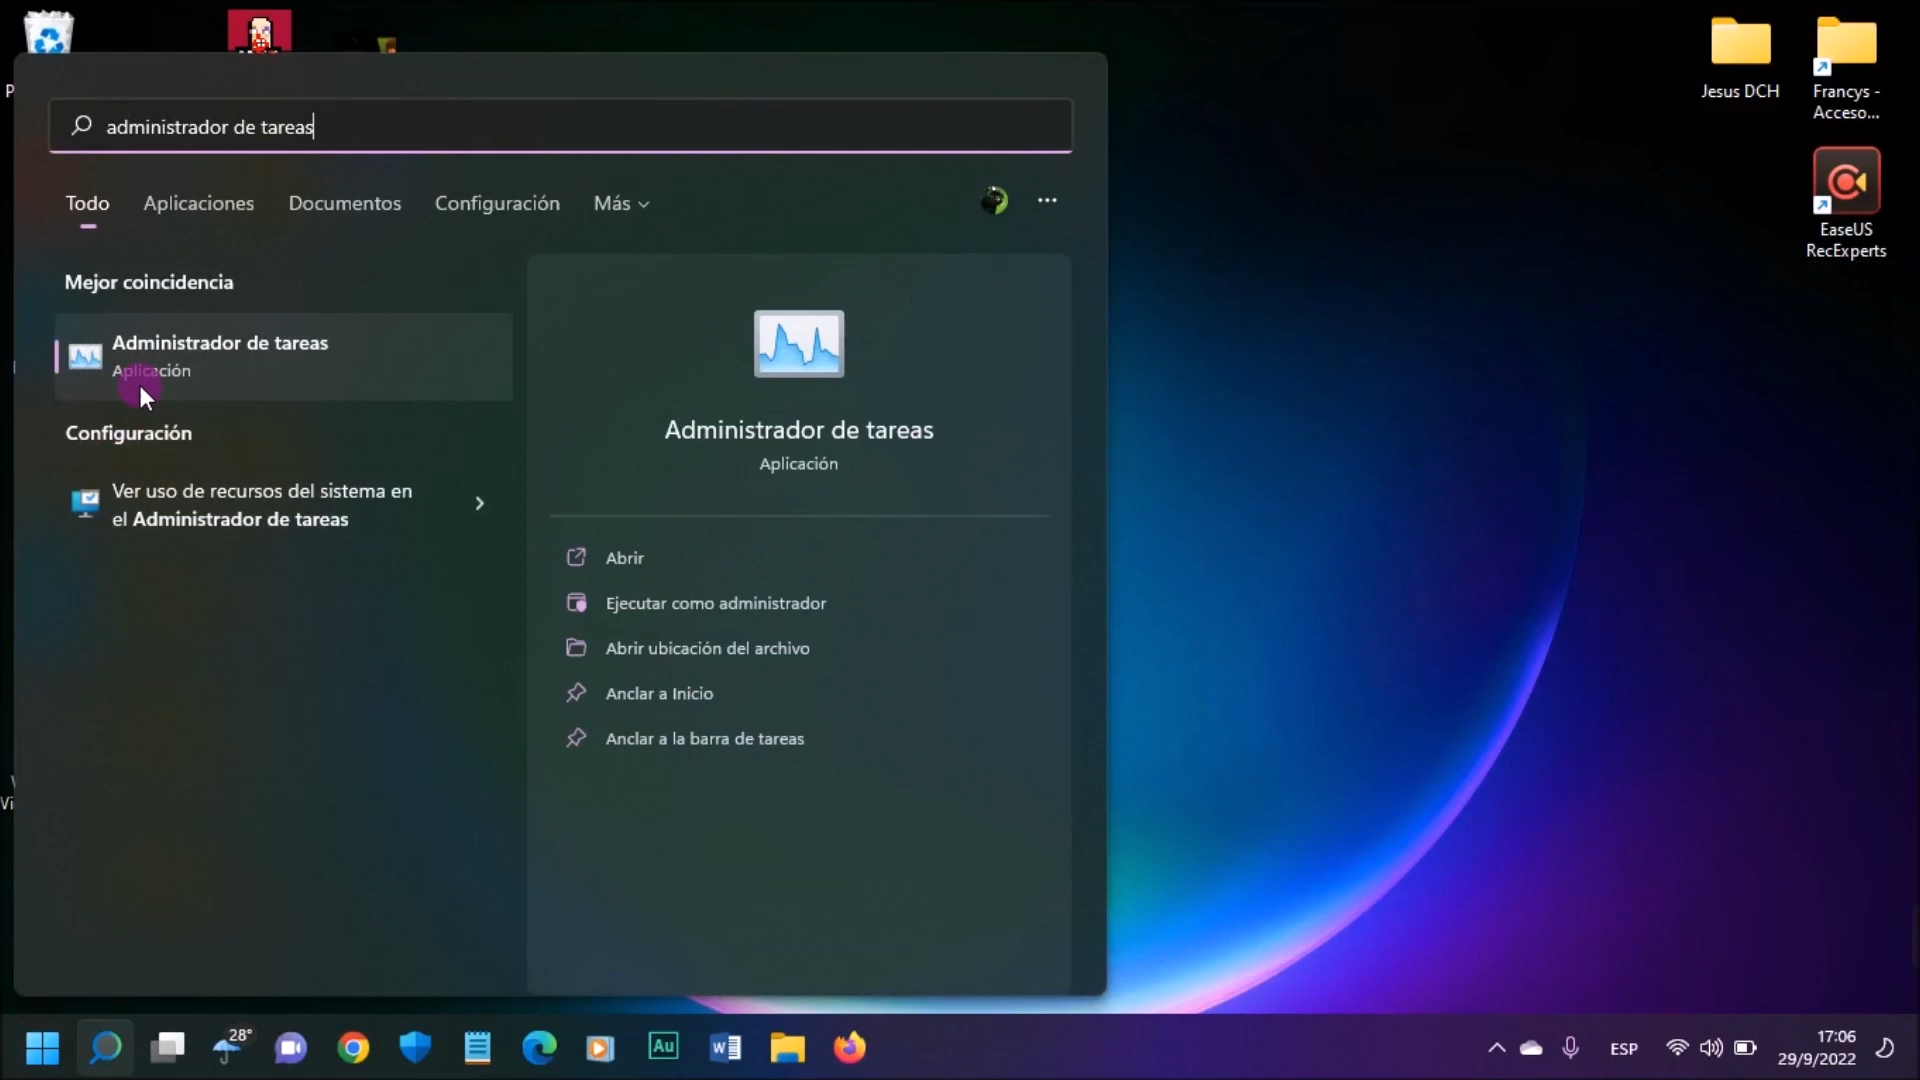 administrador de tareas
Todo
Aplicaciones
Documentos
Configuración
Más
Mejor coincidencia
Administrador de tareas
Aplicación
Configuración
Ver uso de recursos del sistema en
el Administrador de tareas
Administrador de tareas
Aplicación
Abrir
Ejecutar como administrador
Abrir ubicación del archivo
Anclar a Inicio
Anclar a la barra de tareas
Jesus DCH
Francys -
Acceso...
EaseUS
RecExperts
28°
Au
W
ESP
17:06
29/9/2022